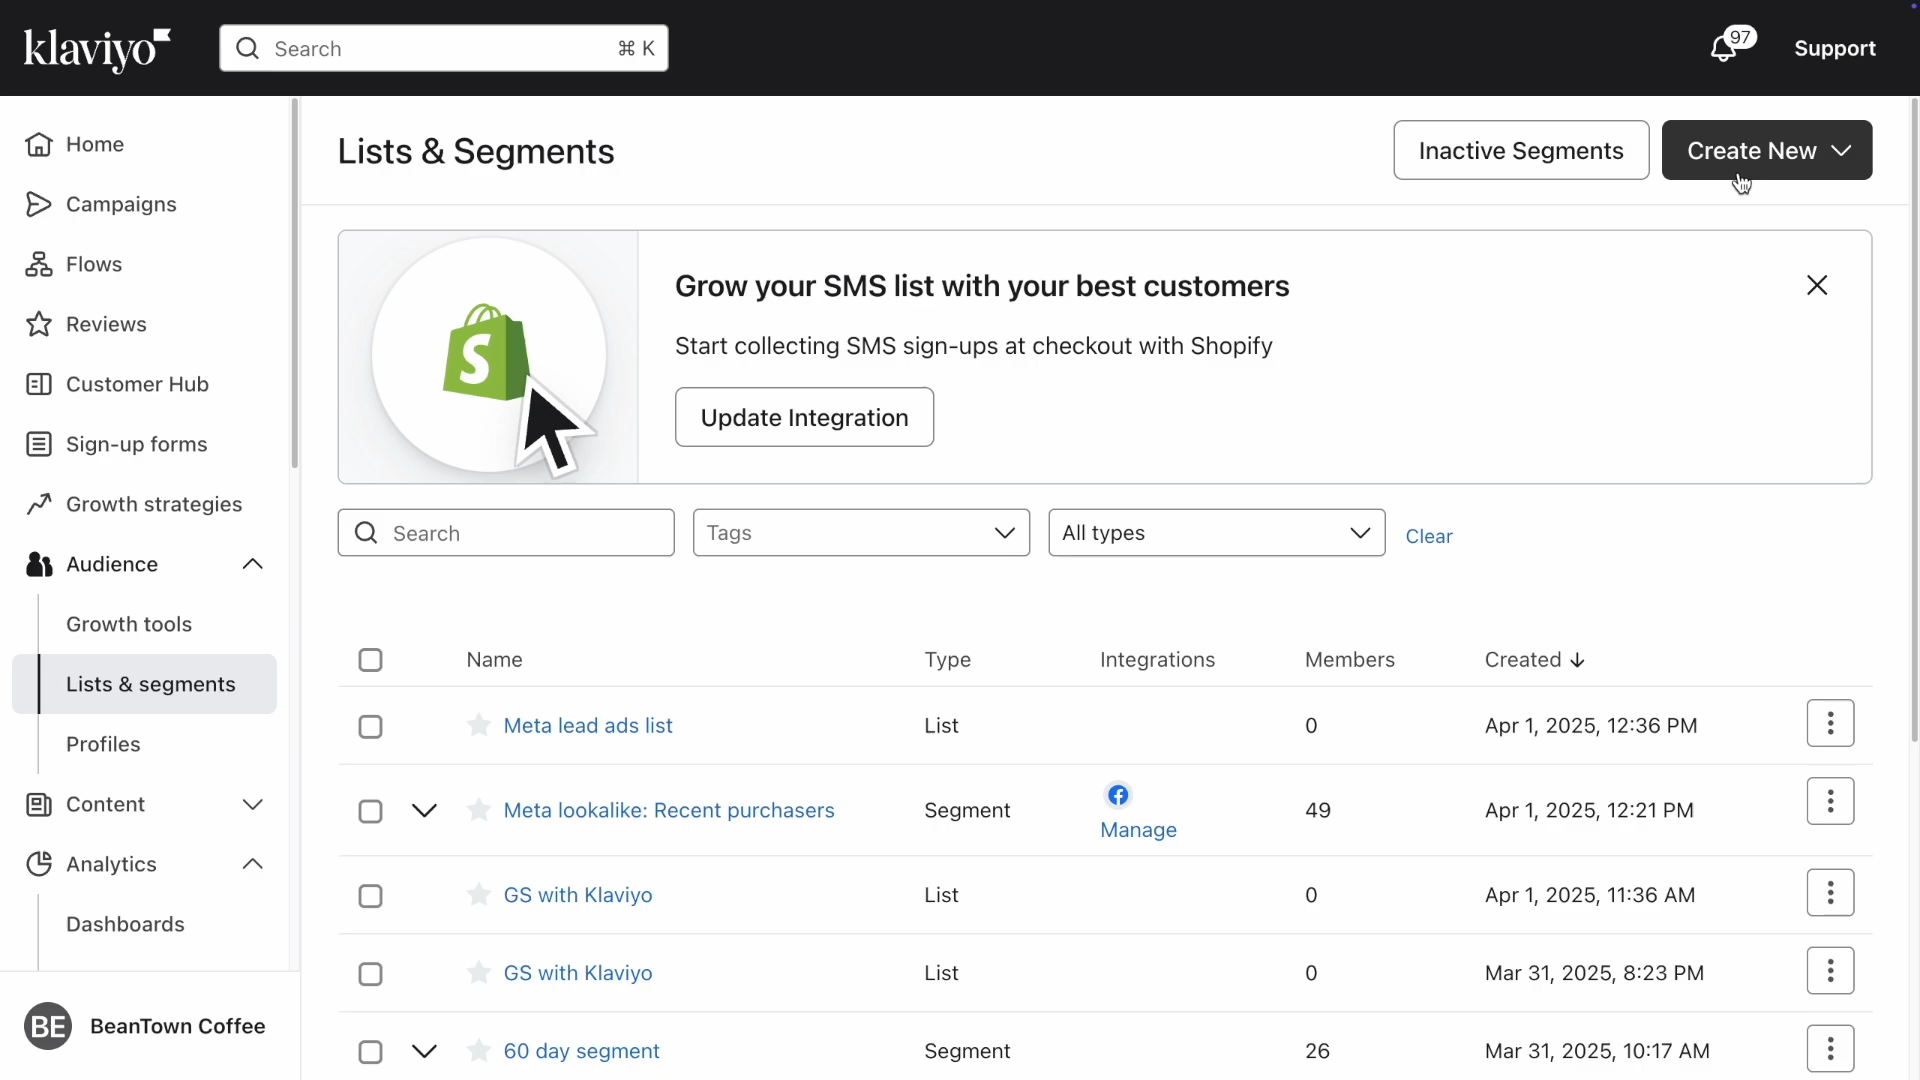 klaviyo
Search
⌘ K
97
Support
Home
Campaigns
Flows
Reviews
Customer Hub
Sign-up forms
Growth strategies
Audience
Growth tools
Lists & segments
Profiles
Content
Analytics
Dashboards
BE BeanTown Coffee
Lists & Segments
Inactive Segments
Create New
S
Grow your SMS list with your best customers
Start collecting SMS sign-ups at checkout with Shopify
Update Integration
Search
Tags
All types
Clear
Name Type Integrations Members Created ↓
Meta lead ads list List 0 Apr 1, 2025, 12:36 PM
Meta lookalike: Recent purchasers Segment Manage 49 Apr 1, 2025, 12:21 PM
GS with Klaviyo List 0 Apr 1, 2025, 11:36 AM
GS with Klaviyo List 0 Mar 31, 2025, 8:23 PM
60 day segment Segment 26 Mar 31, 2025, 10:17 AM